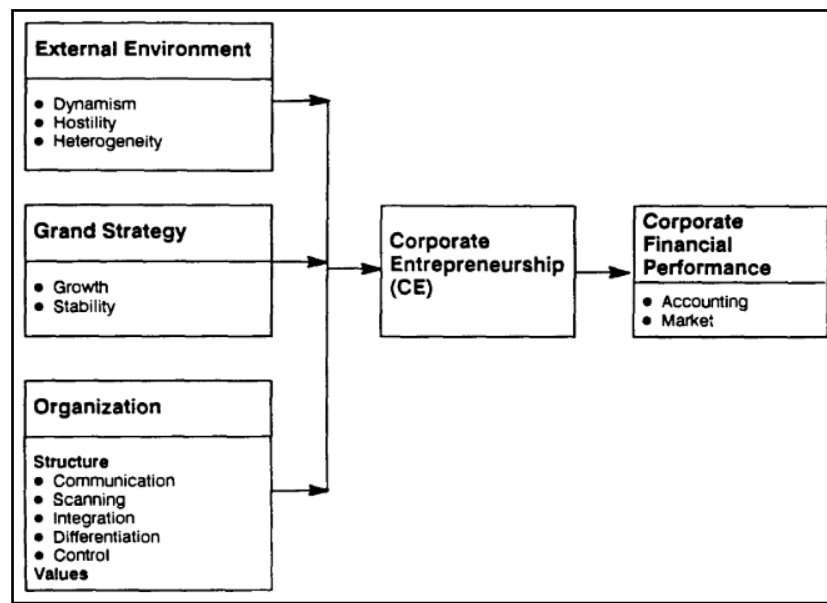 External Environment
● Dynamism
● Hostility
● Heterogeneity
Grand Strategy
● Growth
● Stability
Organization
Structure
● Communication
● Scanning
● Integration
● Differentiation
● Control
Values
Corporate
Entrepreneurship
(CE)
Corporate
Financial
Performance
● Accounting
● Market